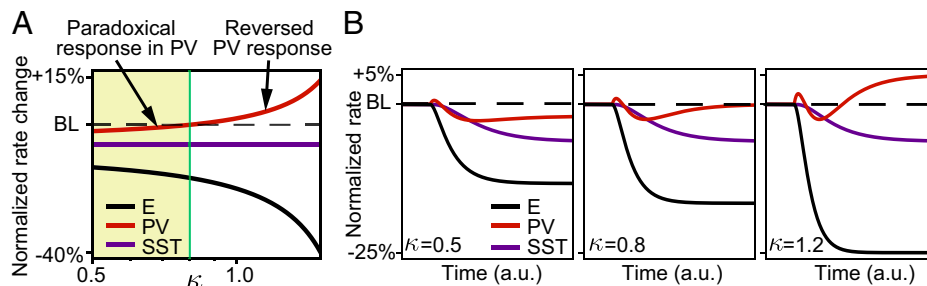 A
Paradoxical
response in PV
Reversed
PV response
Normalized rate change
+15%
BL
-40%
E
PV
SST
0.5
κ
1.0
B
Normalized rate
+5%
BL
-25%
E
PV
SST
κ=0.5
κ=0.8
κ=1.2
Time (a.u.)
Time (a.u.)
Time (a.u.)